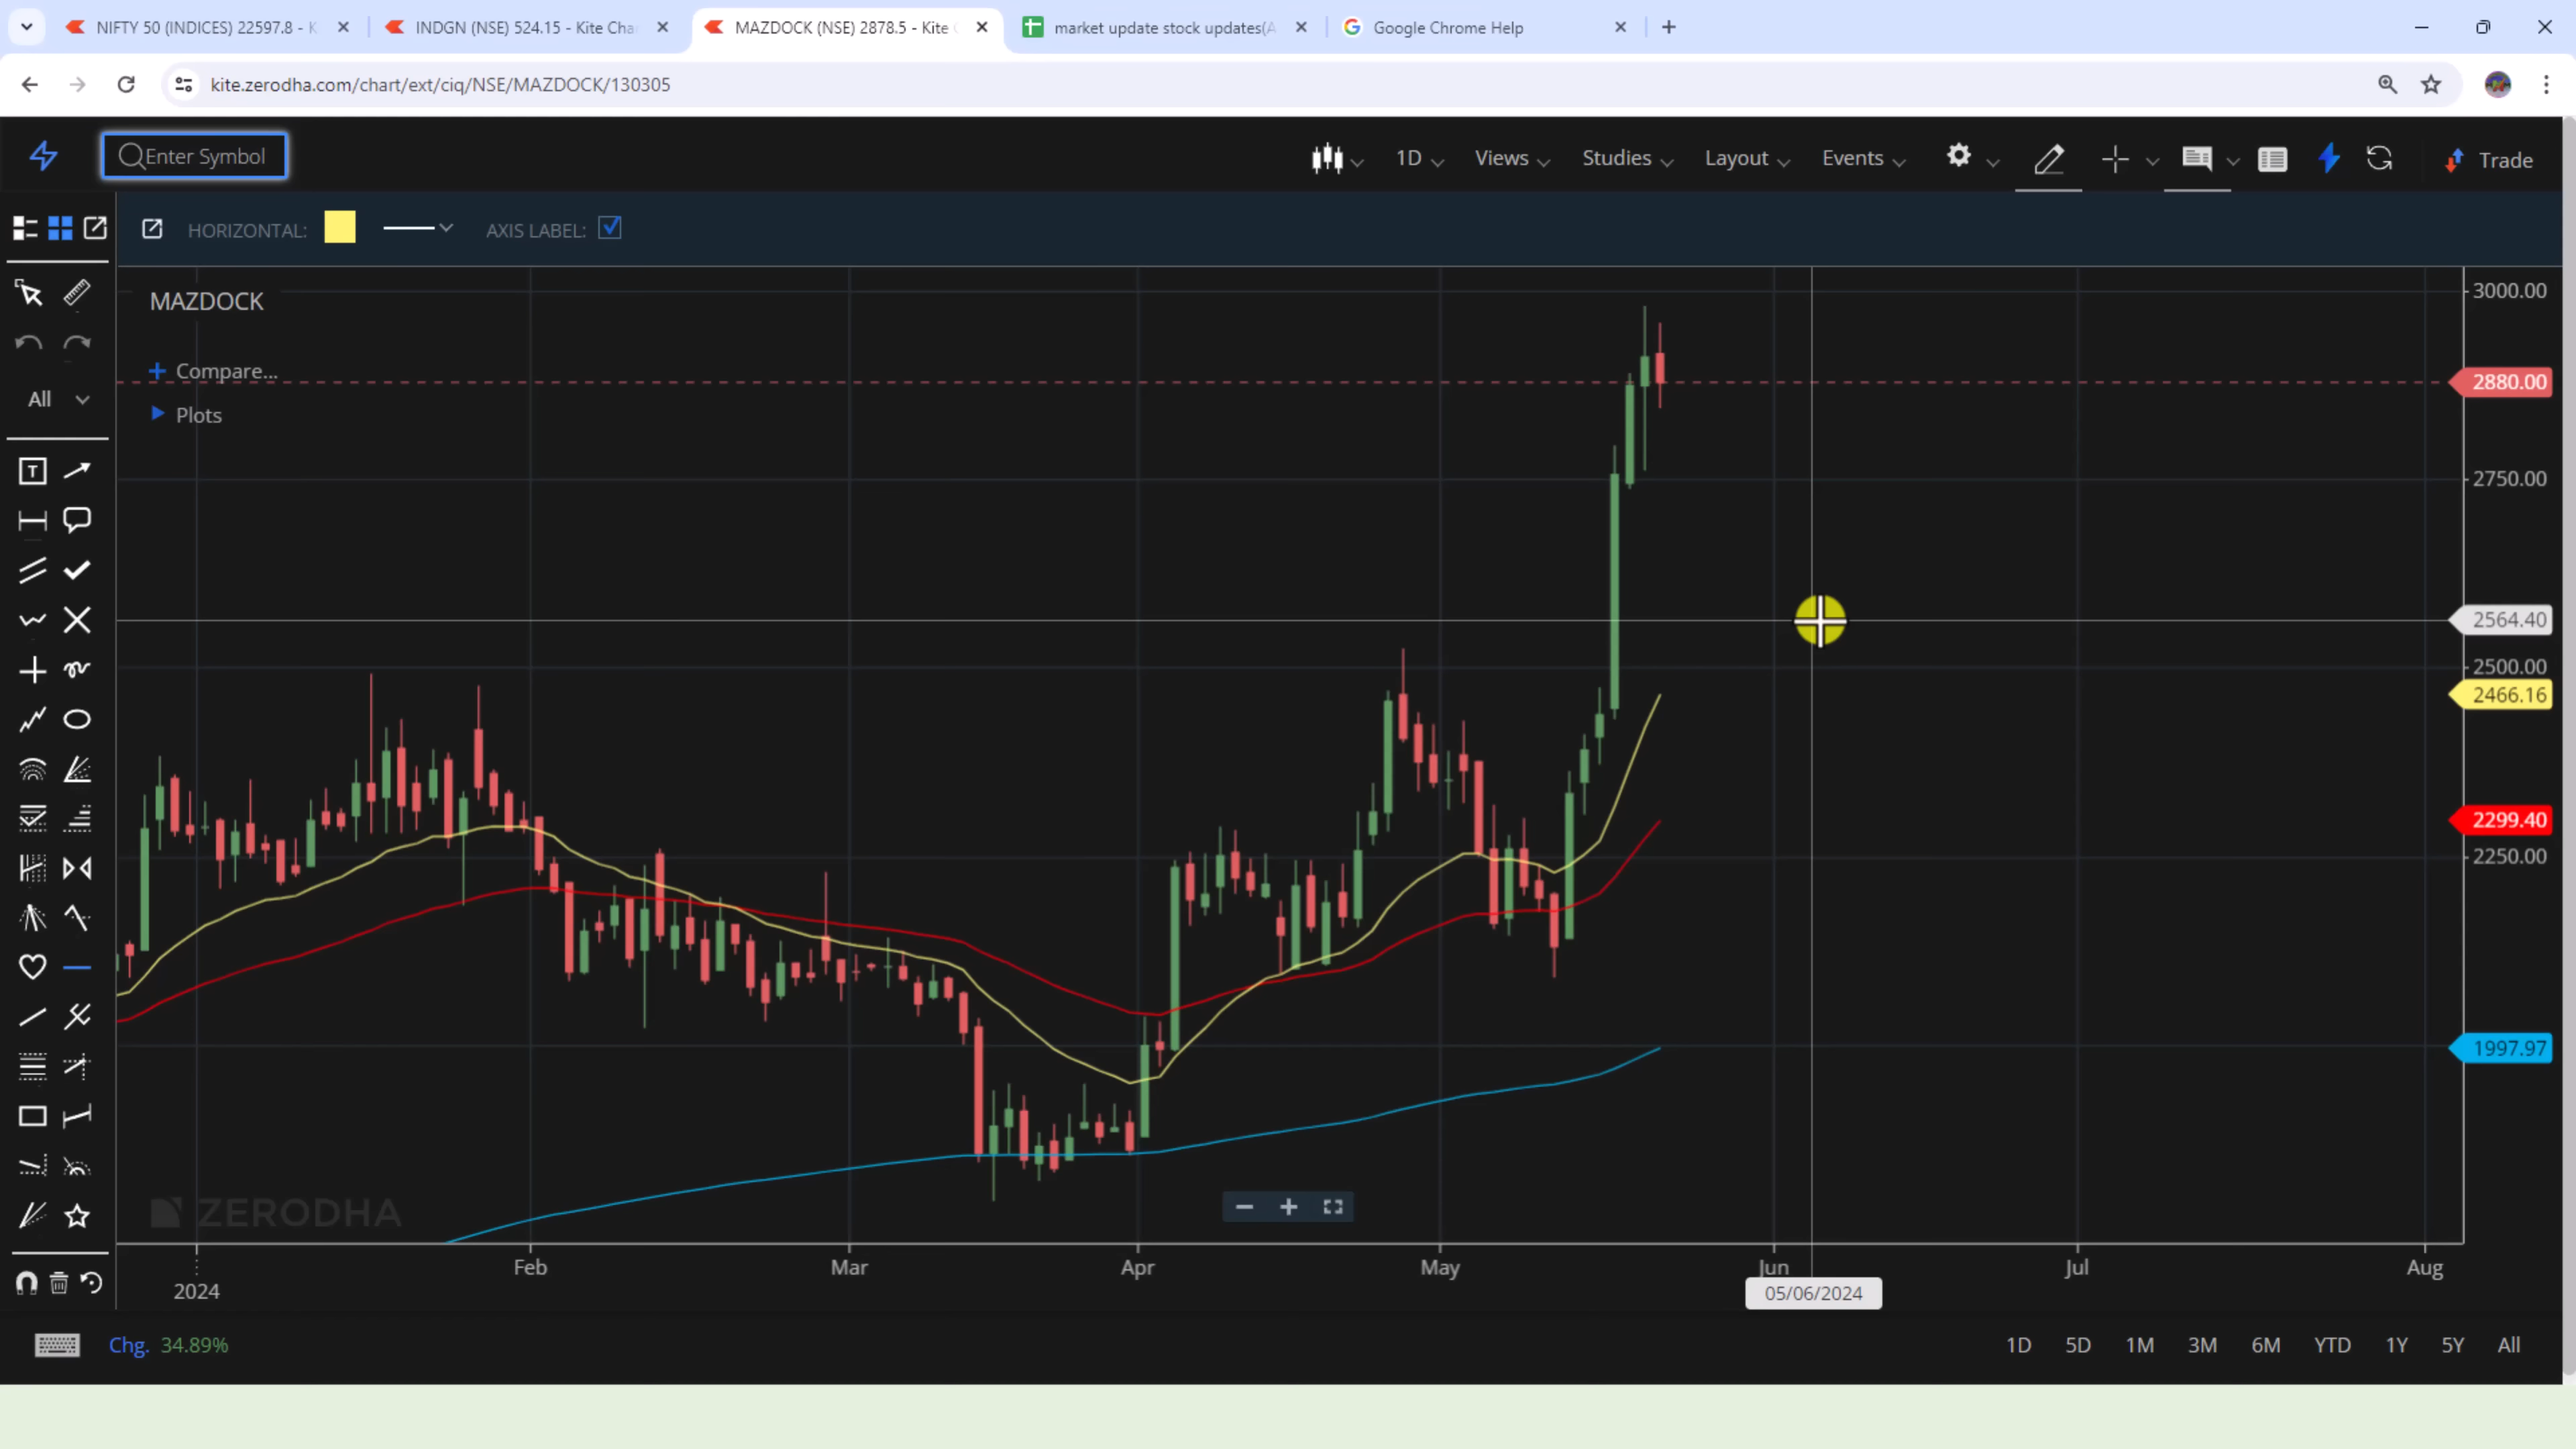 NIFTY 50 (INDICES) 22597.8 - K
INDGN (NSE) 524.15 - Kite Cha
MAZDOCK (NSE) 2878.5 - Kite C
market update stock updates(A
Google Chrome Help
kite.zerodha.com/chart/ext/ciq/NSE/MAZDOCK/130305
Enter Symbol
1D
Views
Studies
Layout
Events
Trade
HORIZONTAL:
AXIS LABEL:
MAZDOCK
Compare...
Plots
All
T
3000.00
2880.00
2750.00
2564.40
2500.00
2466.16
2299.40
2250.00
1997.97
ZERODHA
2024
Feb
Mar
Apr
May
Jun
Jul
Aug
05/06/2024
Chg. 34.89%
1D 5D 1M 3M 6M YTD 1Y 5Y All